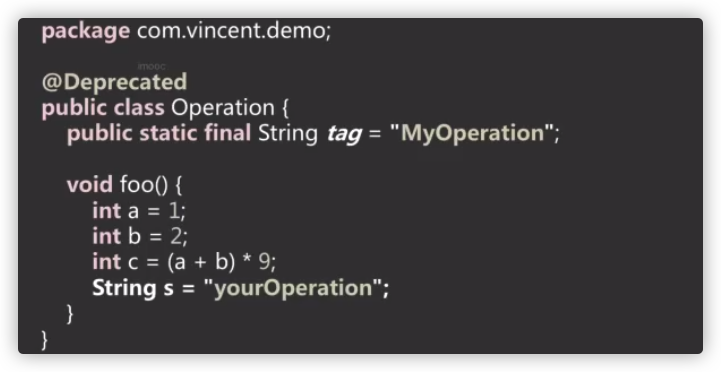 package com.vincent.demo;
imooc
@Deprecated
public class Operation {
public static final String tag = "MyOperation";
void foo() {
int a = 1;
int b = 2;
int c = (a + b) * 9;
String s = "yourOperation";
}
}